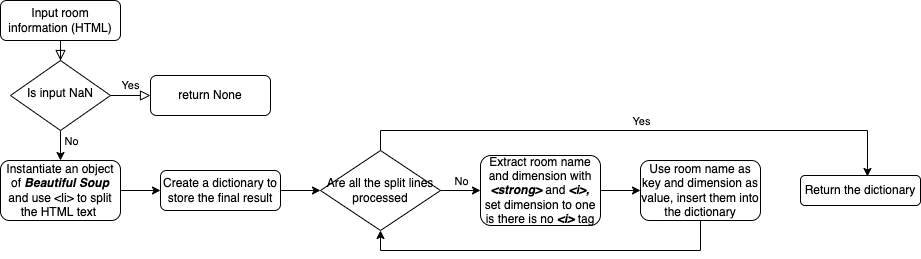 Input room
information (HTML)
Is input NaN
Yes
return None
No
Instantiate an object
of Beautiful Soup
and use <li> to split
the HTML text
Create a dictionary to
store the final result
Are all the split lines
processed
Yes
No
Extract room name
and dimension with
<strong> and <i>,
set dimension to one
is there is no <i> tag
Use room name as
key and dimension as
value, insert them into
the dictionary
Return the dictionary